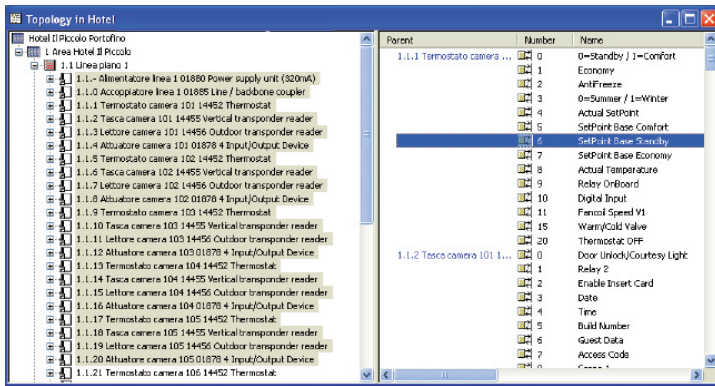 Topology in Hotel
Hotel Il Piccolo Portofino
1 Area Hotel Il Piccolo
1.1 Linea piano 1
1.1.- Alimentatore linea 1 01880 Power supply unit (320mA)
1.1.0 Accoppiatore linea 1 01885 Line / backbone coupler
1.1.1 Termostato camera 101 14452 Thermostat
1.1.2 Tasca camera 101 14455 Vertical transponder reader
1.1.3 Lettore camera 101 14456 Outdoor transponder reader
1.1.4 Attuatore camera 101 01878 4 Input/Output Device
1.1.5 Termostato camera 102 14452 Thermostat
1.1.6 Tasca camera 102 14455 Vertical transponder reader
1.1.7 Lettore camera 102 14456 Outdoor transponder reader
1.1.8 Attuatore camera 102 01878 4 Input/Output Device
1.1.9 Termostato camera 103 14452 Thermostat
1.1.10 Tasca camera 103 14455 Vertical transponder reader
1.1.11 Lettore camera 103 14456 Outdoor transponder reader
1.1.12 Attuatore camera 103 01878 4 Input/Output Device
1.1.13 Termostato camera 104 14452 Thermostat
1.1.14 Tasca camera 104 14455 Vertical transponder reader
1.1.15 Lettore camera 104 14456 Outdoor transponder reader
1.1.16 Attuatore camera 104 01878 4 Input/Output Device
1.1.17 Termostato camera 105 14452 Thermostat
1.1.18 Tasca camera 105 14455 Vertical transponder reader
1.1.19 Lettore camera 105 14456 Outdoor transponder reader
1.1.20 Attuatore camera 105 01878 4 Input/Output Device
1.1.21 Termostato camera 106 14452 Thermostat
Parent Number Name
1.1.1 Termostato camera ... 0 0=Standby / 1=Comfort
1 Economy
2 AntiFreeze
3 0=Summer / 1=Winter
4 Actual SetPoint
5 SetPoint Base Comfort
6 SetPoint Base Standby
7 SetPoint Base Economy
8 Actual Temperature
9 Relay OnBoard
10 Digital Input
11 Fancoil Speed V1
15 Warm/Cold Valve
20 Thermostat OFF
1.1.2 Tasca camera 101 1... 0 Door Unlock/Courtesy Light
1 Relay 2
2 Enable Insert Card
3 Date
4 Time
5 Build Number
6 Guest Data
7 Access Code